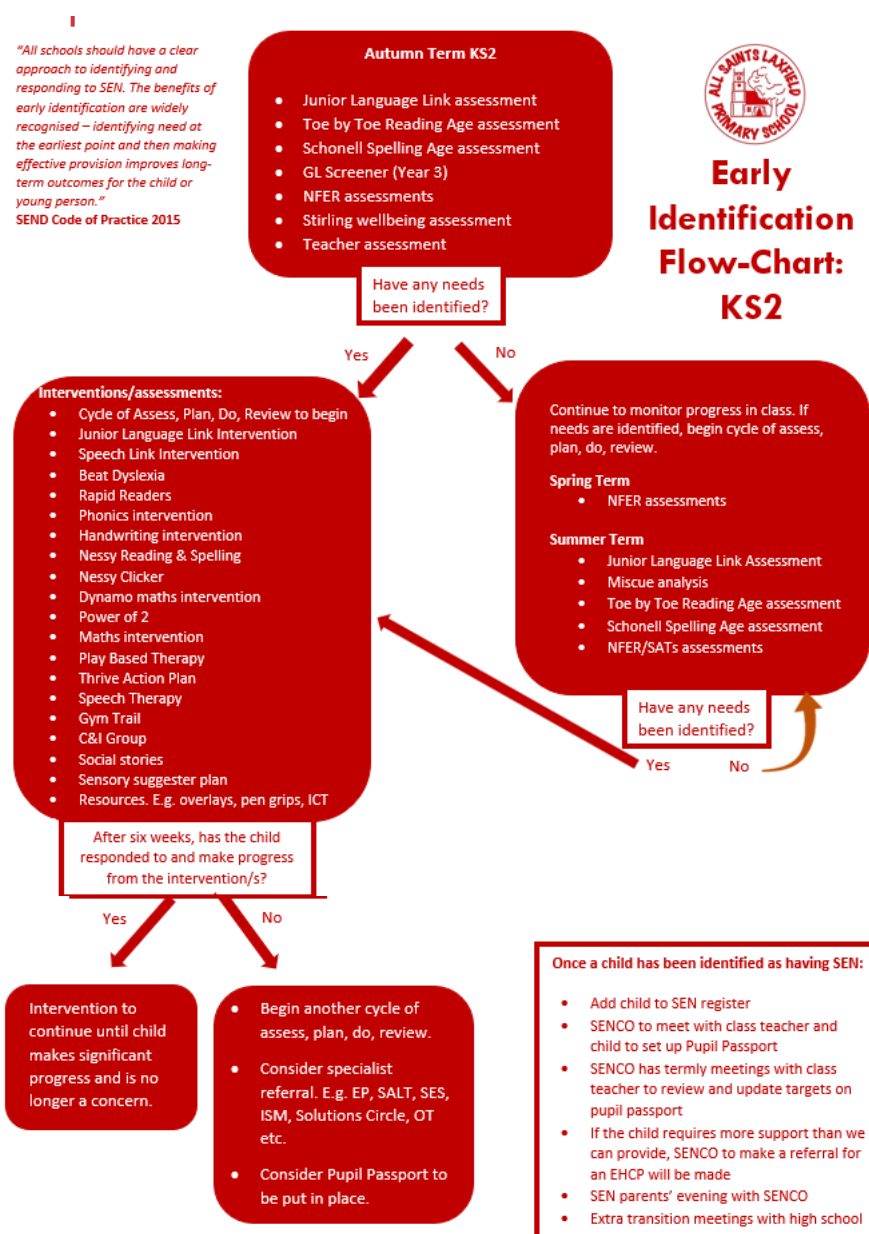 “All schools should have a clear
approach to identifying and
responding to SEN. The benefits of
early identification are widely
recognised – identifying need at
the earliest point and then making
effective provision improves long-
term outcomes for the child or
young person.”
SEND Code of Practice 2015
Autumn Term KS2
• Junior Language Link assessment
• Toe by Toe Reading Age assessment
• Schonell Spelling Age assessment
• GL Screener (Year 3)
• NFER assessments
• Stirling wellbeing assessment
• Teacher assessment
ALL SAINTS LAXFIELD
PRIMARY SCHOOL
Early
Identification
Flow-Chart:
KS2
Have any needs
been identified?
Yes
No
Interventions/assessments:
• Cycle of Assess, Plan, Do, Review to begin
• Junior Language Link Intervention
• Speech Link Intervention
• Beat Dyslexia
• Rapid Readers
• Phonics intervention
• Handwriting intervention
• Nessy Reading & Spelling
• Nessy Clicker
• Dynamo maths intervention
• Power of 2
• Maths intervention
• Play Based Therapy
• Thrive Action Plan
• Speech Therapy
• Gym Trail
• C&I Group
• Social stories
• Sensory suggester plan
• Resources. E.g. overlays, pen grips, ICT
Continue to monitor progress in class. If
needs are identified, begin cycle of assess,
plan, do, review.
Spring Term
• NFER assessments
Summer Term
• Junior Language Link Assessment
• Miscue analysis
• Toe by Toe Reading Age assessment
• Schonell Spelling Age assessment
• NFER/SATs assessments
Have any needs
been identified?
Yes
No
After six weeks, has the child
responded to and make progress
from the intervention/s?
Yes
No
Intervention to
continue until child
makes significant
progress and is no
longer a concern.
• Begin another cycle of
assess, plan, do, review.
• Consider specialist
referral. E.g. EP, SALT, SES,
ISM, Solutions Circle, OT
etc.
• Consider Pupil Passport to
be put in place.
Once a child has been identified as having SEN:
• Add child to SEN register
• SENCO to meet with class teacher and
child to set up Pupil Passport
• SENCO has termly meetings with class
teacher to review and update targets on
pupil passport
• If the child requires more support than we
can provide, SENCO to make a referral for
an EHCP will be made
• SEN parents’ evening with SENCO
• Extra transition meetings with high school